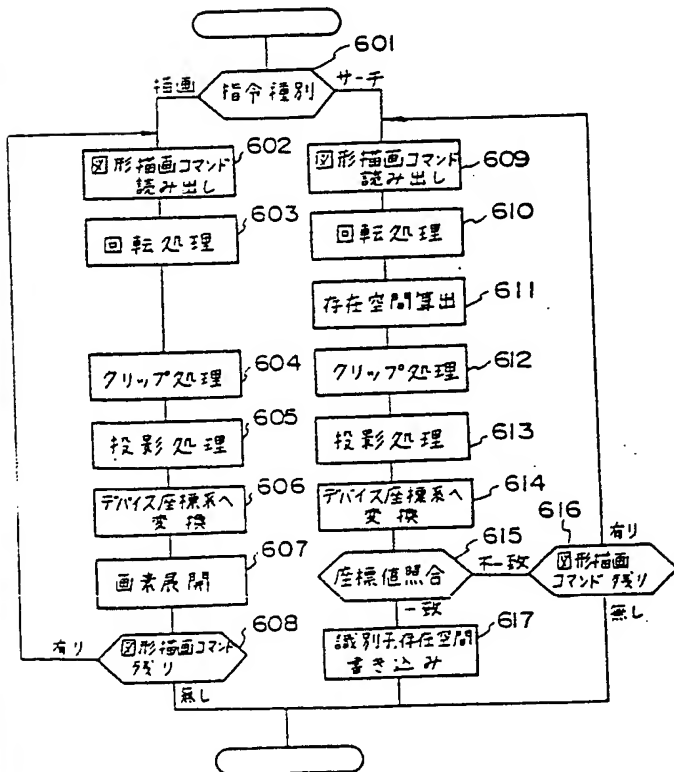 601
描画
指令種別
サーチ
図形描画コマンド
読み出し
602
回転処理
603
クリップ処理
604
投影処理
605
デバイス座標系へ
変換
606
画素展開
607
図形描画コマンド
残り
608
有り
無し
図形描画コマンド
読み出し
609
回転処理
610
存在空間算出
611
クリップ処理
612
投影処理
613
デバイス座標系へ
変換
614
座標値照合
615
不一致
一致
図形描画
コマンド残り
616
有り
無し
識別子,存在空間
書き込み
617